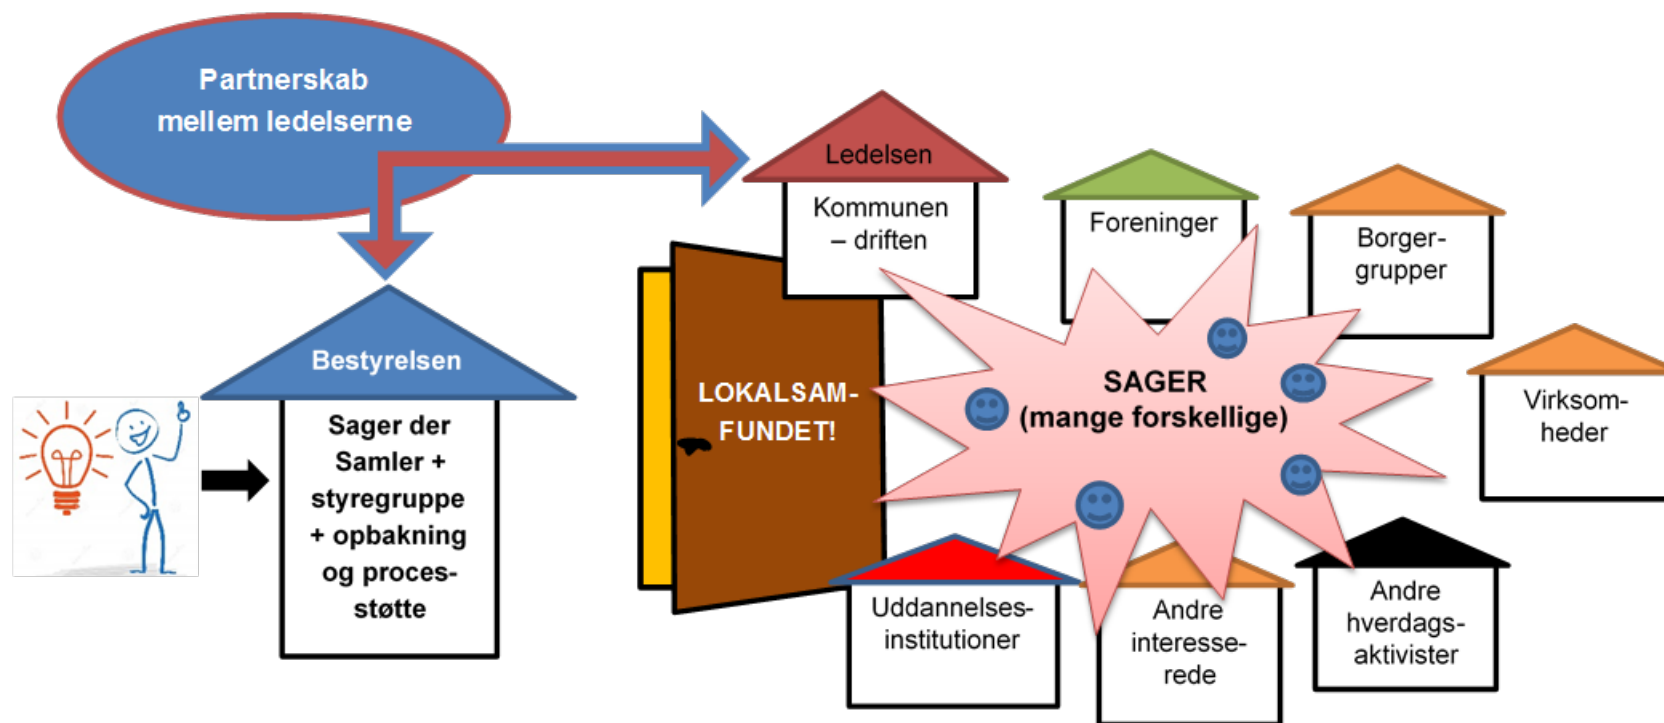 Partnerskab
mellem ledelserne
Ledelsen
Kommunen
– driften
Foreninger
Borger-
grupper
Virksom-
heder
Bestyrelsen
Sager der
Samler +
styregruppe
+ opbakning
og proces-
støtte
LOKALSAM-
FUNDET!
SAGER
(mange forskellige)
Uddannelses-
institutioner
Andre
interesse-
rede
Andre
hverdags-
aktivister